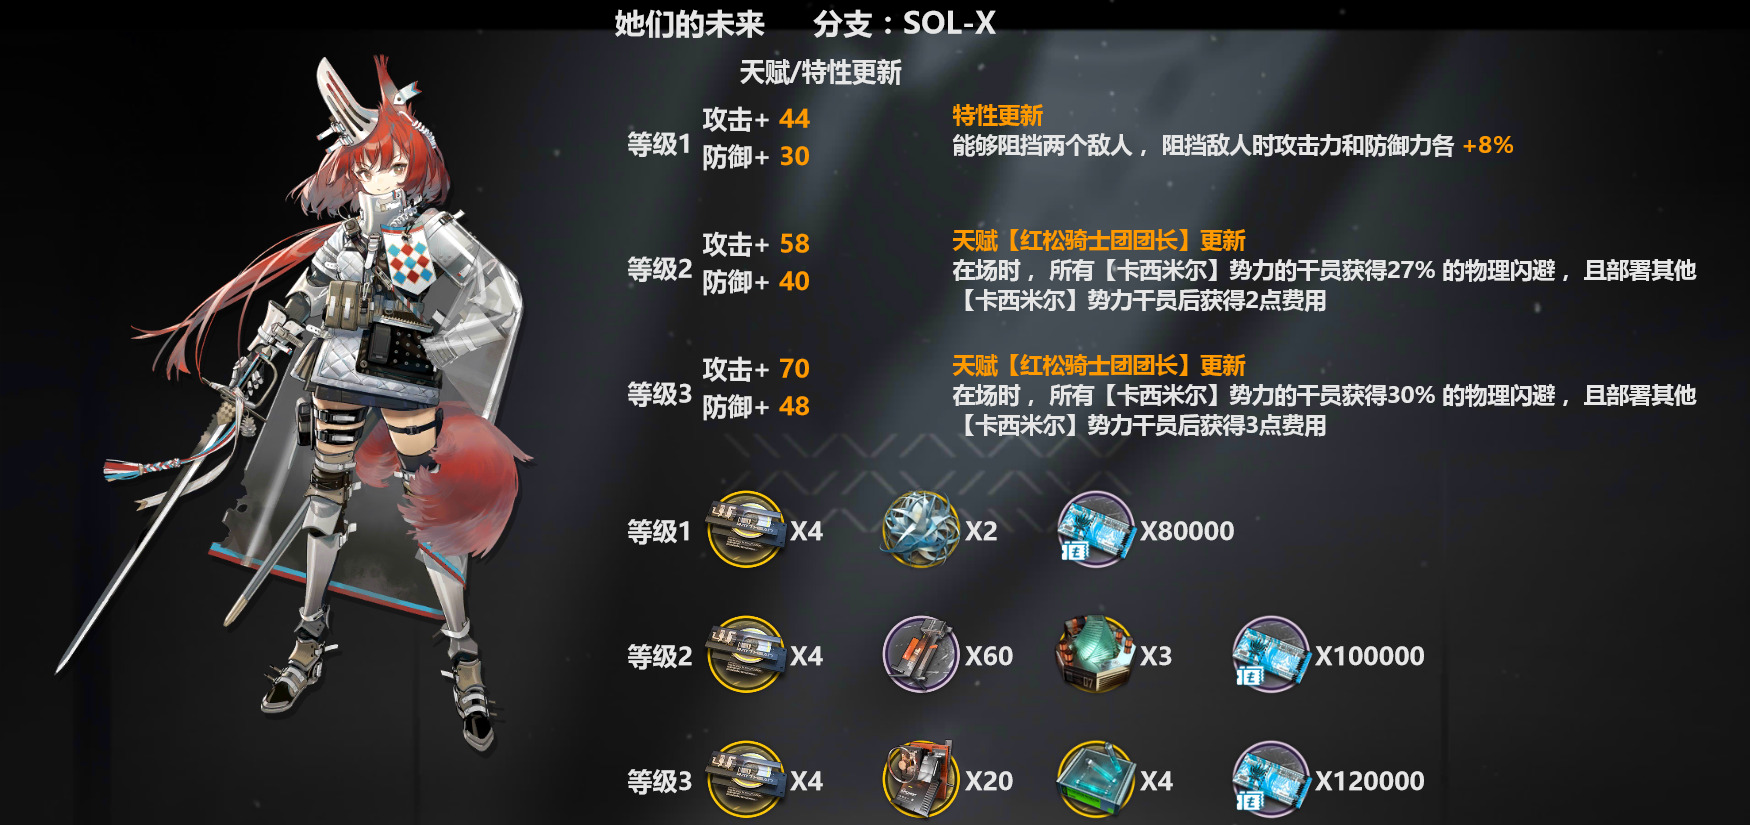 她们的未来 分支：SOL-X
天赋/特性更新
等级1
攻击+ 44
防御+ 30
特性更新
能够阻挡两个敌人，阻挡敌人时攻击力和防御力各 +8%
等级2
攻击+ 58
防御+ 40
天赋【红松骑士团团长】更新
在场时，所有【卡西米尔】势力的干员获得27% 的物理闪避，且部署其他
【卡西米尔】势力干员后获得2点费用
等级3
攻击+ 70
防御+ 48
天赋【红松骑士团团长】更新
在场时，所有【卡西米尔】势力的干员获得30% 的物理闪避，且部署其他
【卡西米尔】势力干员后获得3点费用
等级1 X4 X2 X80000
等级2 X4 X60 X3 X100000
等级3 X4 X20 X4 X120000